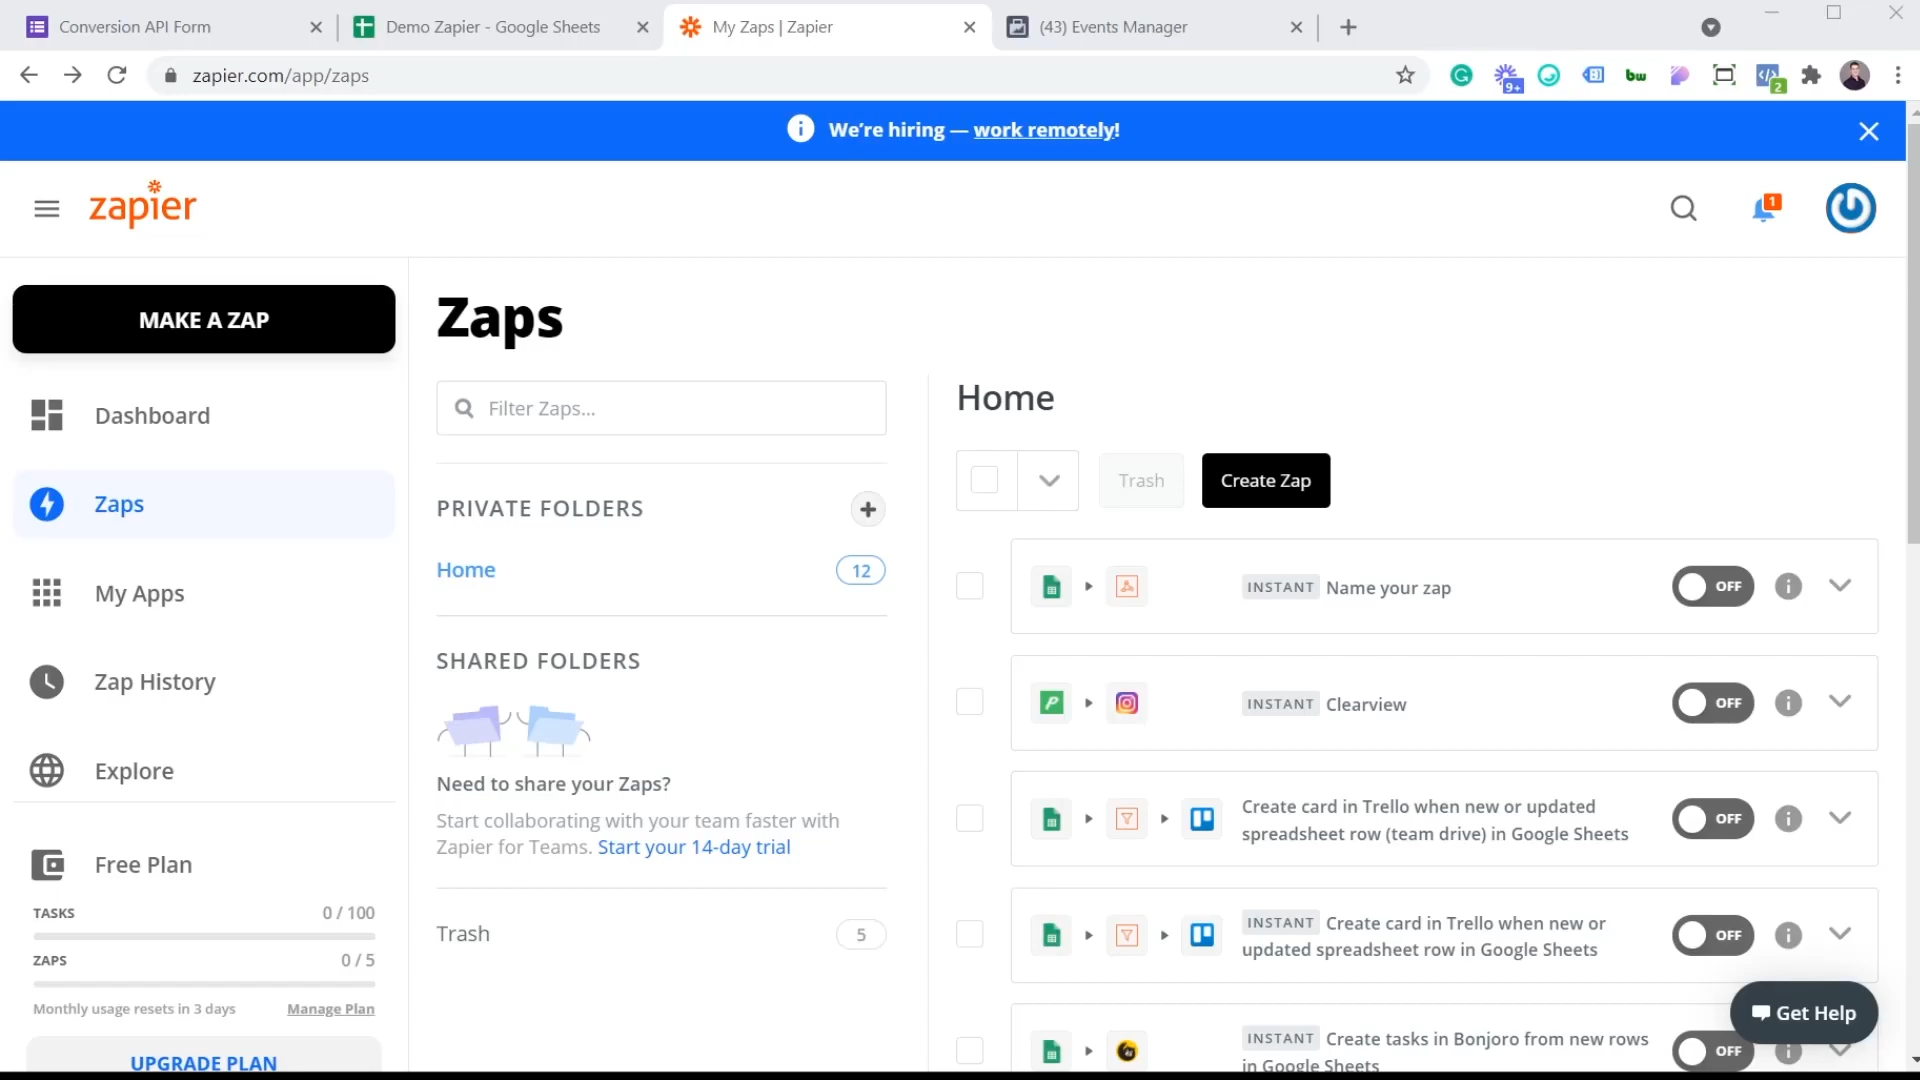 Conversion API Form
Demo Zapier - Google Sheets
My Zaps | Zapier
(43) Events Manager
zapier.com/app/zaps
9+
bw
2
We're hiring — work remotely!
zapier
1
MAKE A ZAP
Dashboard
Zaps
My Apps
Zap History
Explore
Free Plan
TASKS 0 / 100
ZAPS 0 / 5
Monthly usage resets in 3 days Manage Plan
UPGRADE PLAN
Zaps
Filter Zaps...
PRIVATE FOLDERS
Home 12
SHARED FOLDERS
Need to share your Zaps?
Start collaborating with your team faster with
Zapier for Teams. Start your 14-day trial
Trash 5
Home
Trash
Create Zap
INSTANT Name your zap OFF
INSTANT Clearview OFF
Create card in Trello when new or updated
spreadsheet row (team drive) in Google Sheets
OFF
INSTANT Create card in Trello when new or
updated spreadsheet row in Google Sheets
OFF
INSTANT Create tasks in Bonjoro from new rows
in Google Sheets
OFF
Get Help